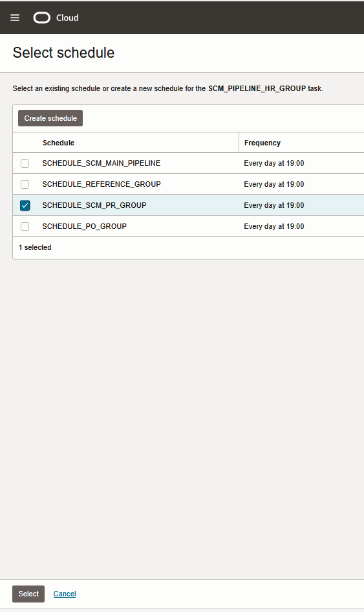 Cloud
Select schedule
Select an existing schedule or create a new schedule for the SCM_PIPELINE_HR_GROUP task.
Create schedule
Schedule Frequency
SCHEDULE_SCM_MAIN_PIPELINE Every day at 19:00
SCHEDULE_REFERENCE_GROUP Every day at 19:00
SCHEDULE_SCM_PR_GROUP Every day at 19:00
SCHEDULE_PO_GROUP Every day at 19:00
1 selected
Select Cancel